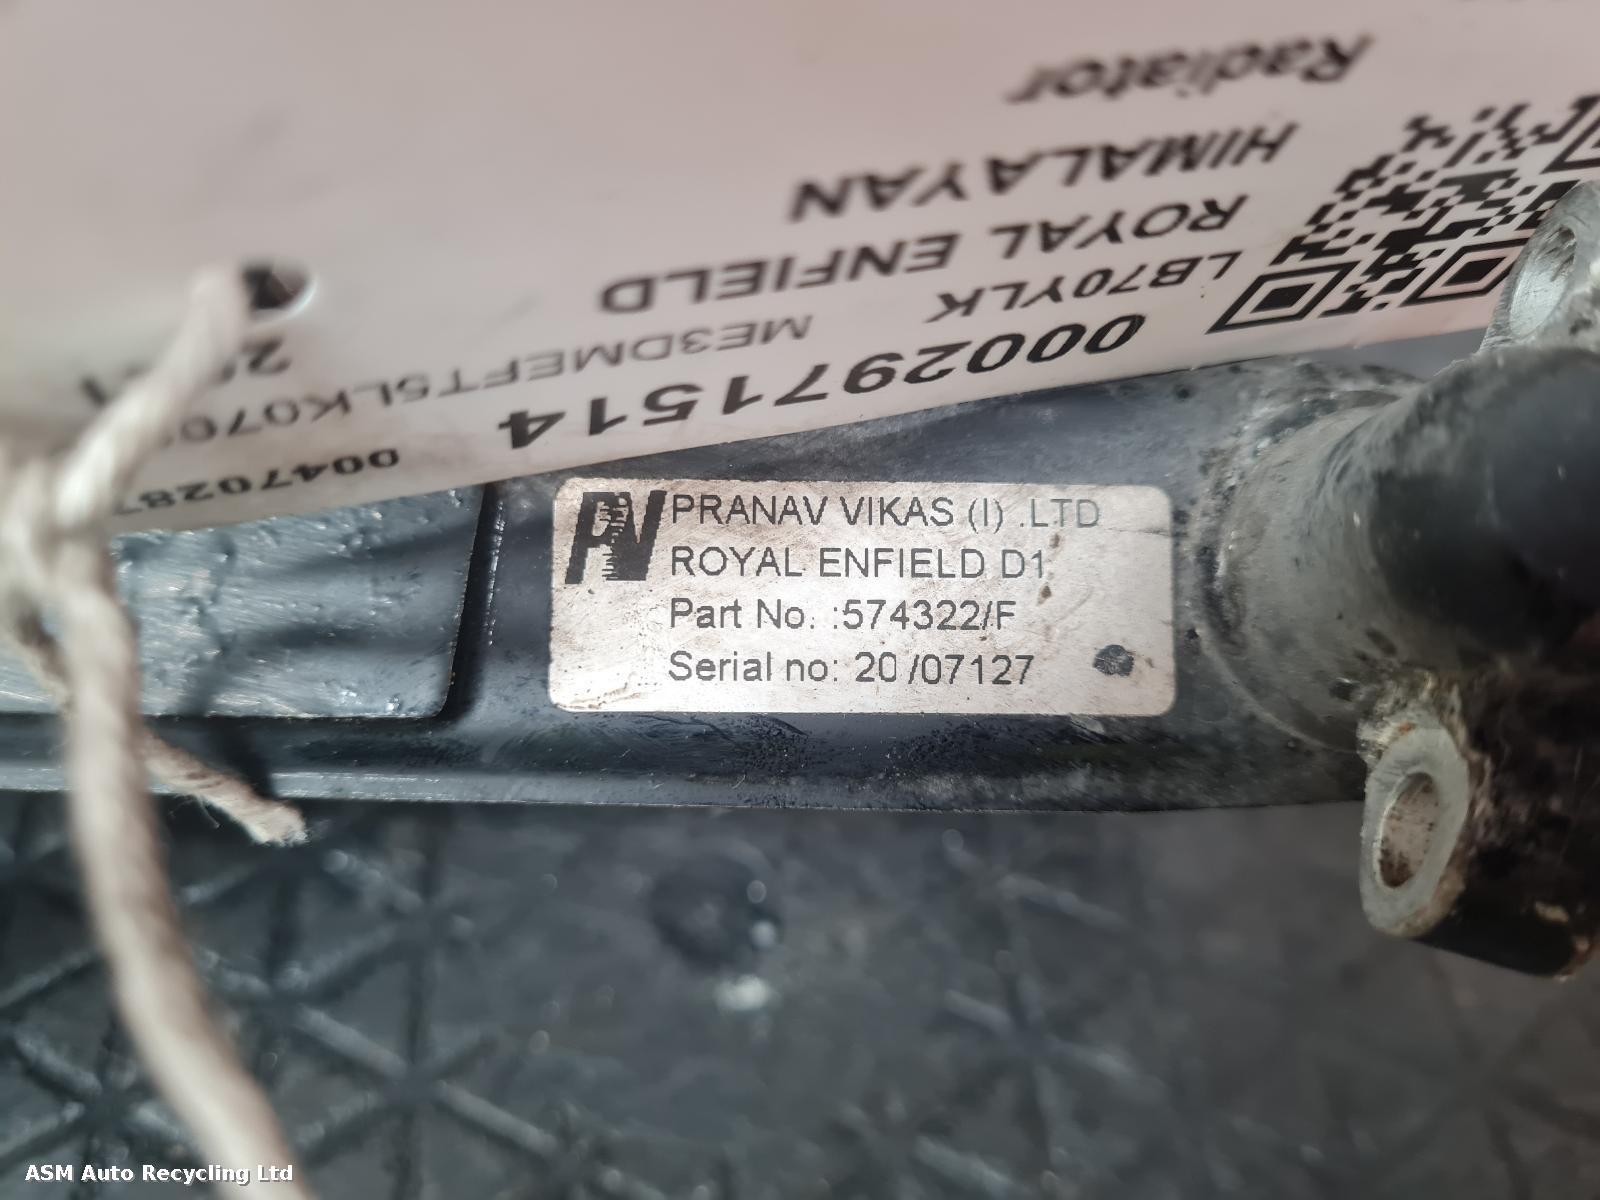 Radiator
HIMALAYAN
ROYAL ENFIELD
LB70YLK
0002971514
PV PRANAV VIKAS (I) .LTD
ROYAL ENFIELD D1
Part No. :574322/F
Serial no: 20 /07127
ASM Auto Recycling Ltd